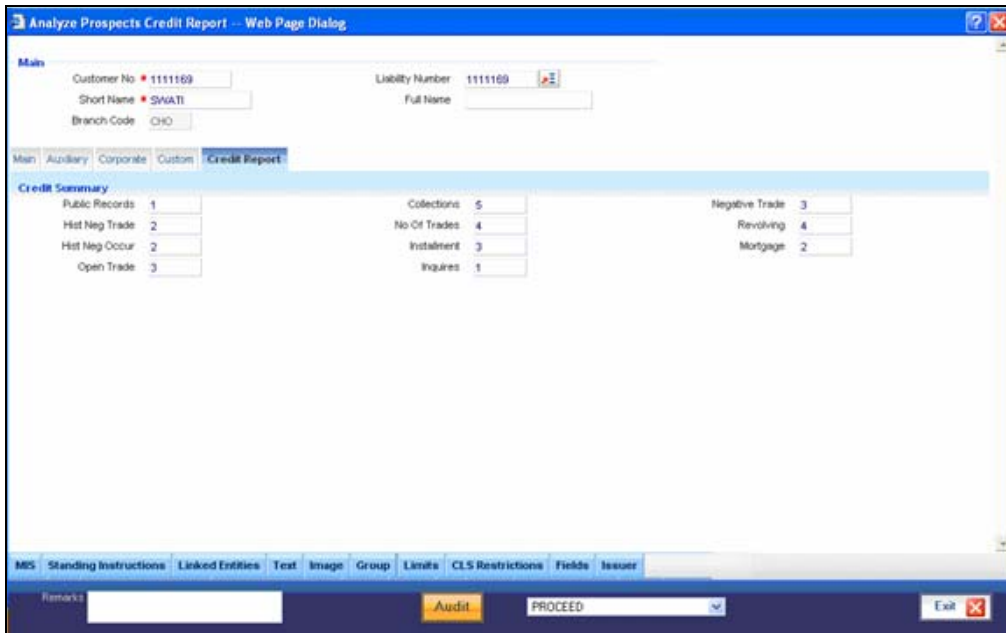 Analyze Prospects Credit Report -- Web Page Dialog
Main
Customer No * 1111169 Liability Number 1111169
Short Name * SWATI Full Name
Branch Code CHO
Main Auxiliary Corporate Custom Credit Report
Credit Summary
Public Records 1 Collections 5 Negative Trade 3
Hist Neg Trade 2 No Of Trades 4 Revolving 4
Hist Neg Occur 2 Instalment 3 Mortgage 2
Open Trade 3 Inquires 1
MIS Standing Instructions Linked Entities Text Image Group Limits CLS Restrictions Fields Issuer
Remarks Audit PROCEED Exit